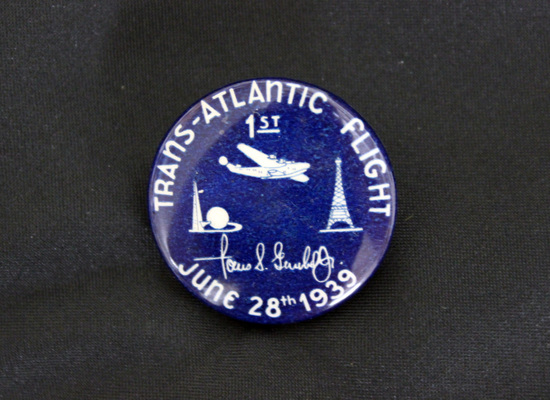 TRANS-ATLANTIC FLIGHT
1ST
S.
JUNE 28th 1939